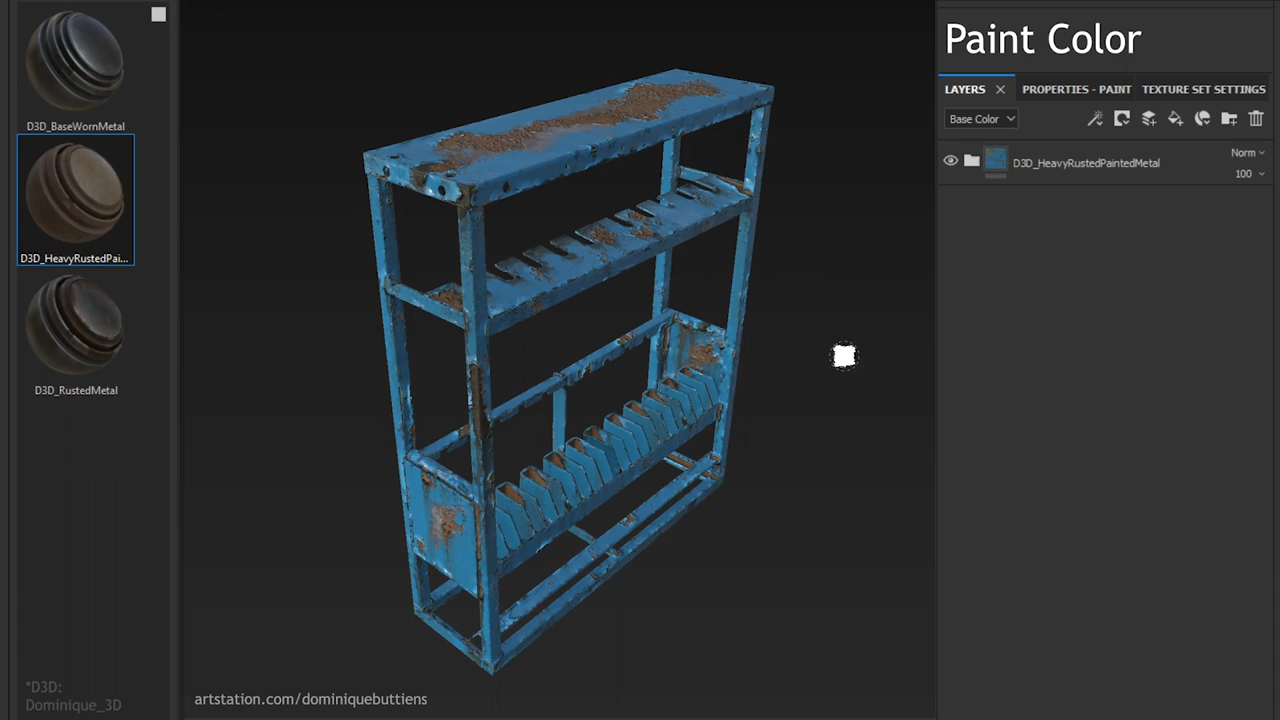 D3D_BaseWornMetal
D3D_HeavyRustedPai...
D3D_RustedMetal
*D3D:
Dominique_3D
artstation.com/dominiquebuttiens
Paint Color
LAYERS
PROPERTIES - PAINT
TEXTURE SET SETTINGS
Base Color
D3D_HeavyRustedPaintedMetal
Norm
100